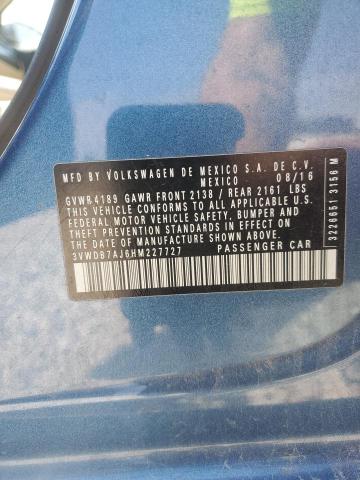 MFD BY VOLKSWAGEN DE MEXICO S.A. DE C.V.
MEXICO 08/16
GVWR 4189 GAWR FRONT 2138 / REAR 2161 LBS
THIS VEHICLE CONFORMS TO ALL APPLICABLE U.S.
FEDERAL MOTOR VEHICLE SAFETY, BUMPER AND
THEFT PREVENTION STANDARDS IN EFFECT ON
THE DATE OF MANUFACTURE SHOWN ABOVE.
3VWDB7AJ6HM227727 PASSENGER CAR
3226651 3156 M